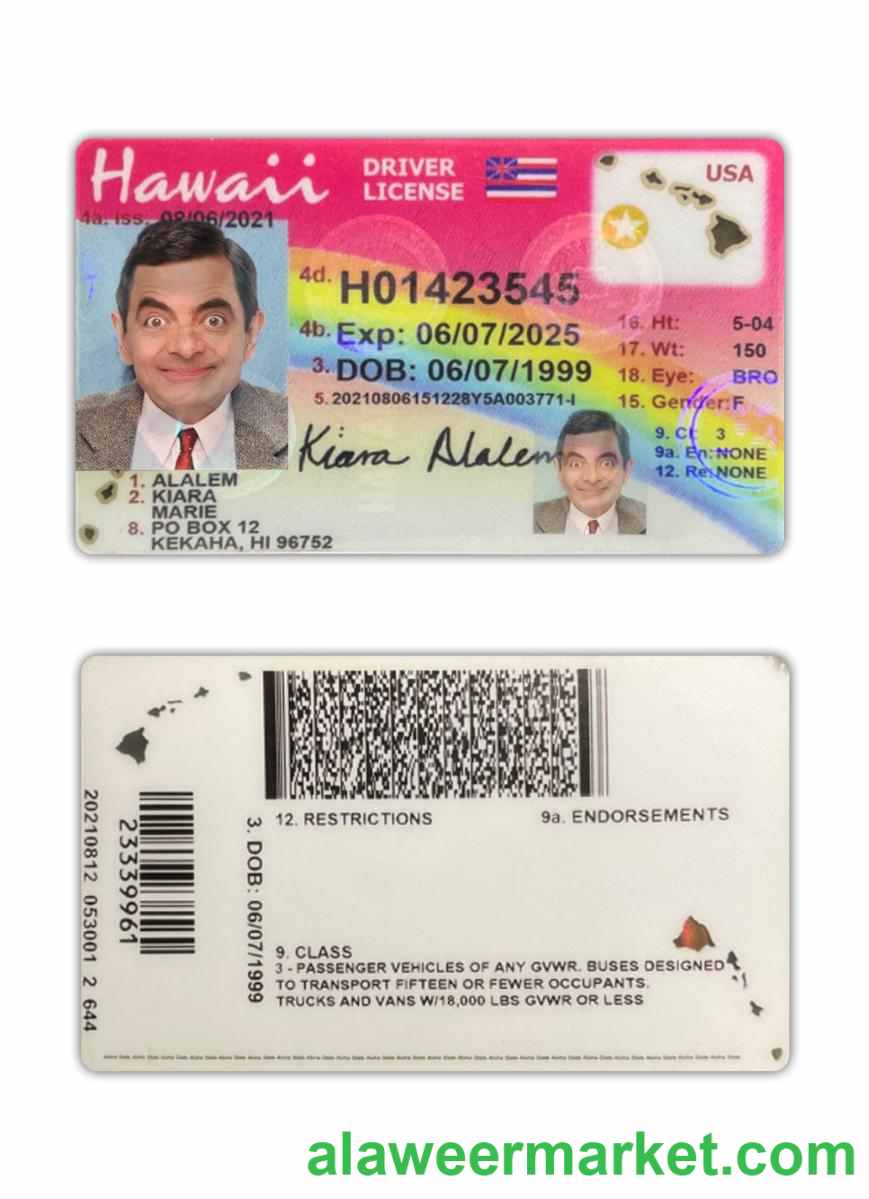 Hawaii DRIVER LICENSE USA
4a. Iss. 08/06/2021
4d. H01423545
4b. Exp: 06/07/2025
3. DOB: 06/07/1999
5. 20210806151228Y5A003771-I
16. Ht: 5-04
17. Wt: 150
18. Eye: BRO
15. Gender: F
9. Cl: 3
9a. En: NONE
12. Re: NONE
Kiara Alalem
1. ALALEM
2. KIARA
MARIE
8. PO BOX 12
KEKAHA, HI 96752
20210812 053001 2 644
23339961
3. DOB: 06/07/1999
12. RESTRICTIONS
9a. ENDORSEMENTS
9. CLASS
3 - PASSENGER VEHICLES OF ANY GVWR. BUSES DESIGNED
TO TRANSPORT FIFTEEN OR FEWER OCCUPANTS.
TRUCKS AND VANS W/18,000 LBS GVWR OR LESS
alaweermarket.com